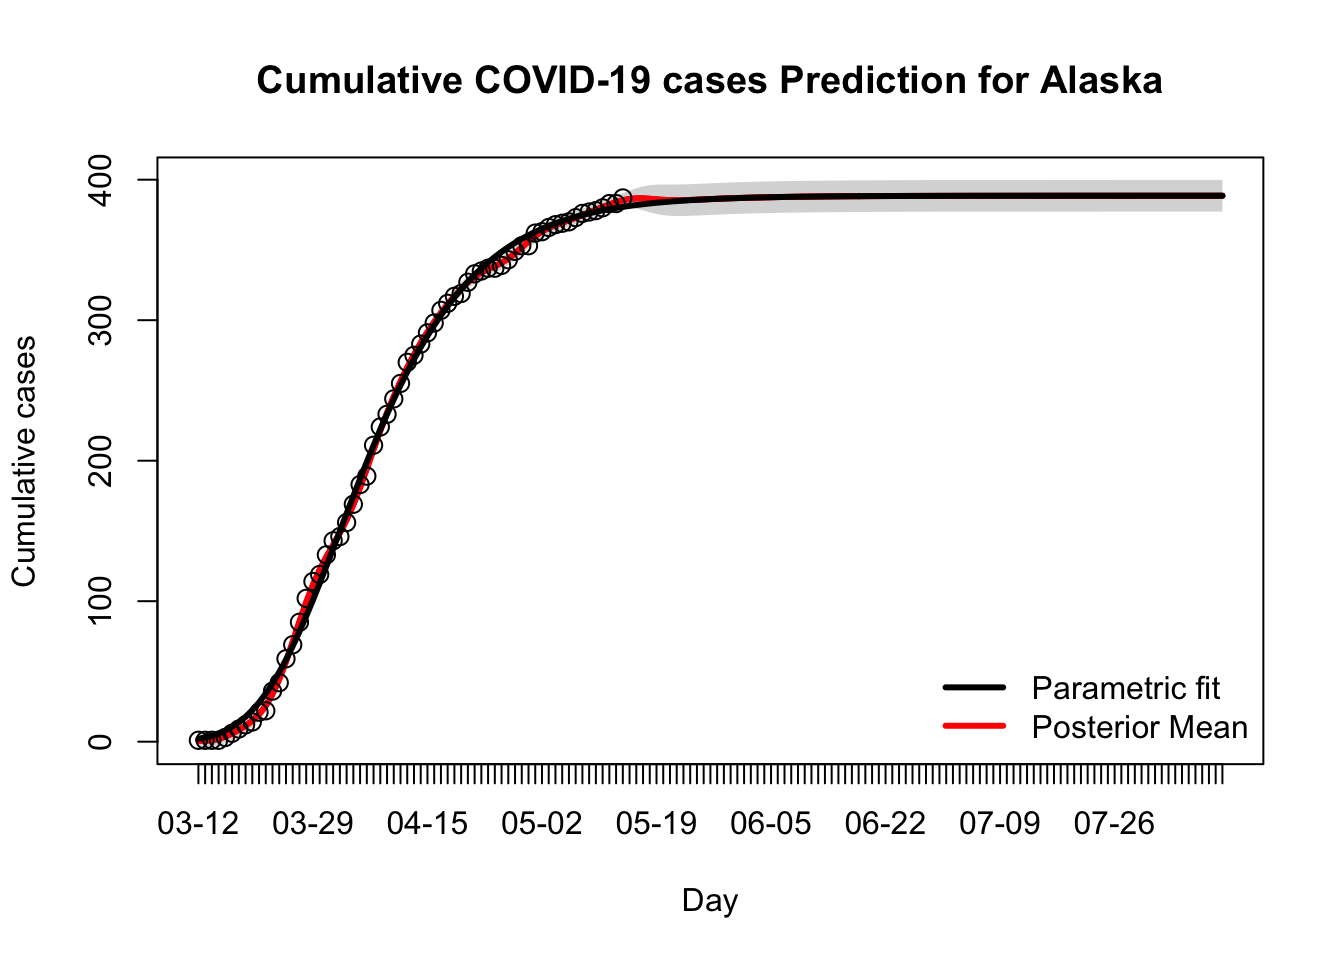 Cumulative COVID-19 cases Prediction for Alaska
Cumulative cases
400
300
200
100
0
Parametric fit
Posterior Mean
03-12 03-29 04-15 05-02 05-19 06-05 06-22 07-09 07-26
Day